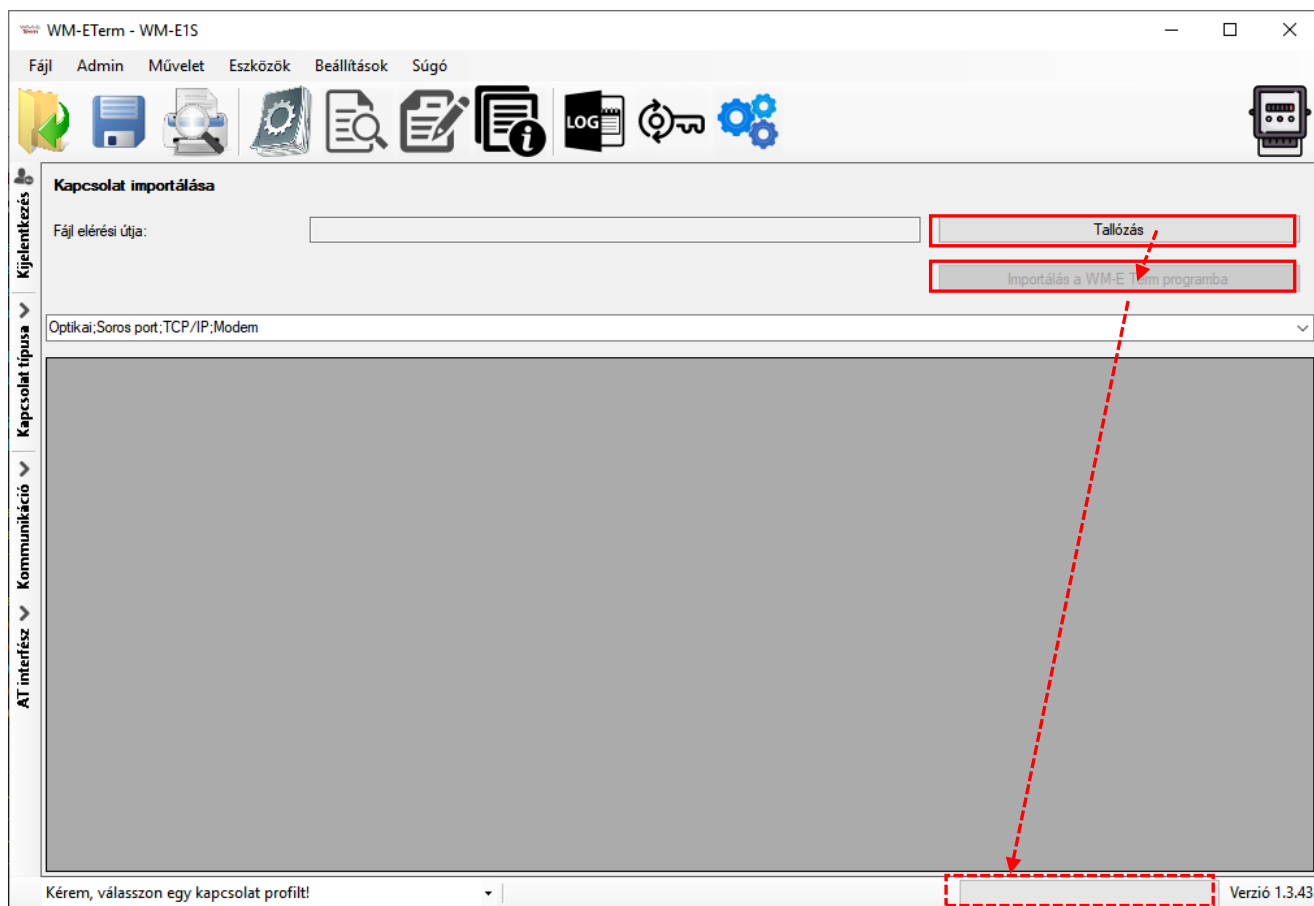 WM-ETerm - WM-E1S
Fájl Admin Művelet Eszközök Beállítások Súgó
LOG
Kijelentkezés
Kapcsolat típusa
Kommunikáció
AT interfész
Kapcsolat importálása
Fájl elérési útja:
Tallózás
Importálás a WM-E Term programba
Optikai;Soros port;TCP/IP;Modem
Kérem, válasszon egy kapcsolat profilt!
Verzió 1.3.43